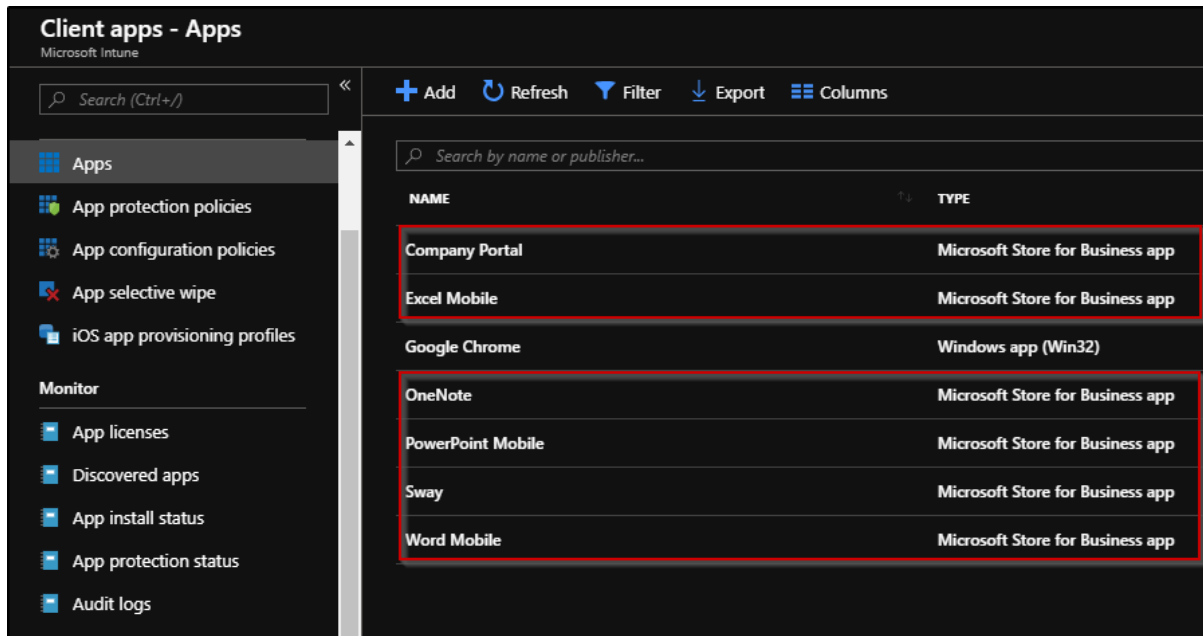 Client apps - Apps
Microsoft Intune
Search (Ctrl+/)
«
Apps
App protection policies
App configuration policies
App selective wipe
iOS app provisioning profiles
Monitor
App licenses
Discovered apps
App install status
App protection status
Audit logs
Add Refresh Filter Export Columns
Search by name or publisher...
NAME TYPE
Company Portal Microsoft Store for Business app
Excel Mobile Microsoft Store for Business app
Google Chrome Windows app (Win32)
OneNote Microsoft Store for Business app
PowerPoint Mobile Microsoft Store for Business app
Sway Microsoft Store for Business app
Word Mobile Microsoft Store for Business app